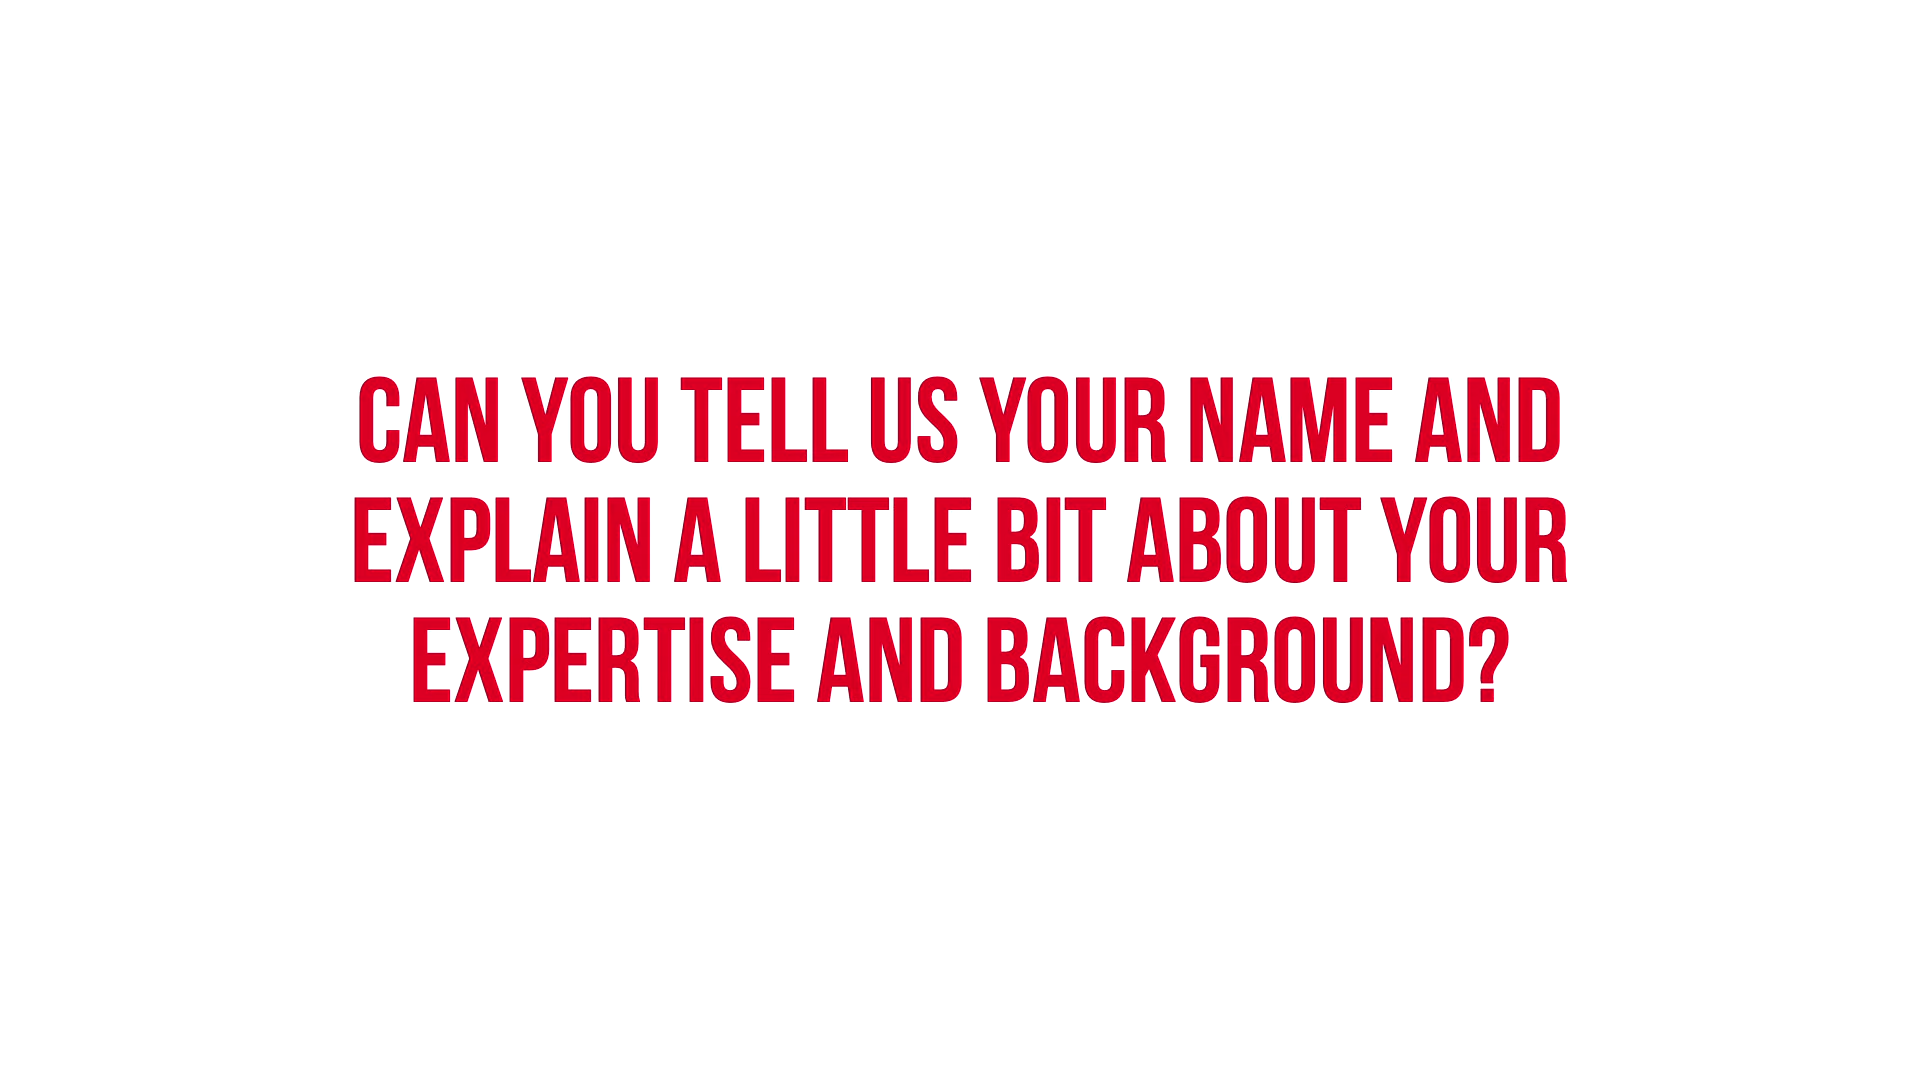 CAN YOU TELL US YOUR NAME AND
EXPLAIN A LITTLE BIT ABOUT YOUR
EXPERTISE AND BACKGROUND?